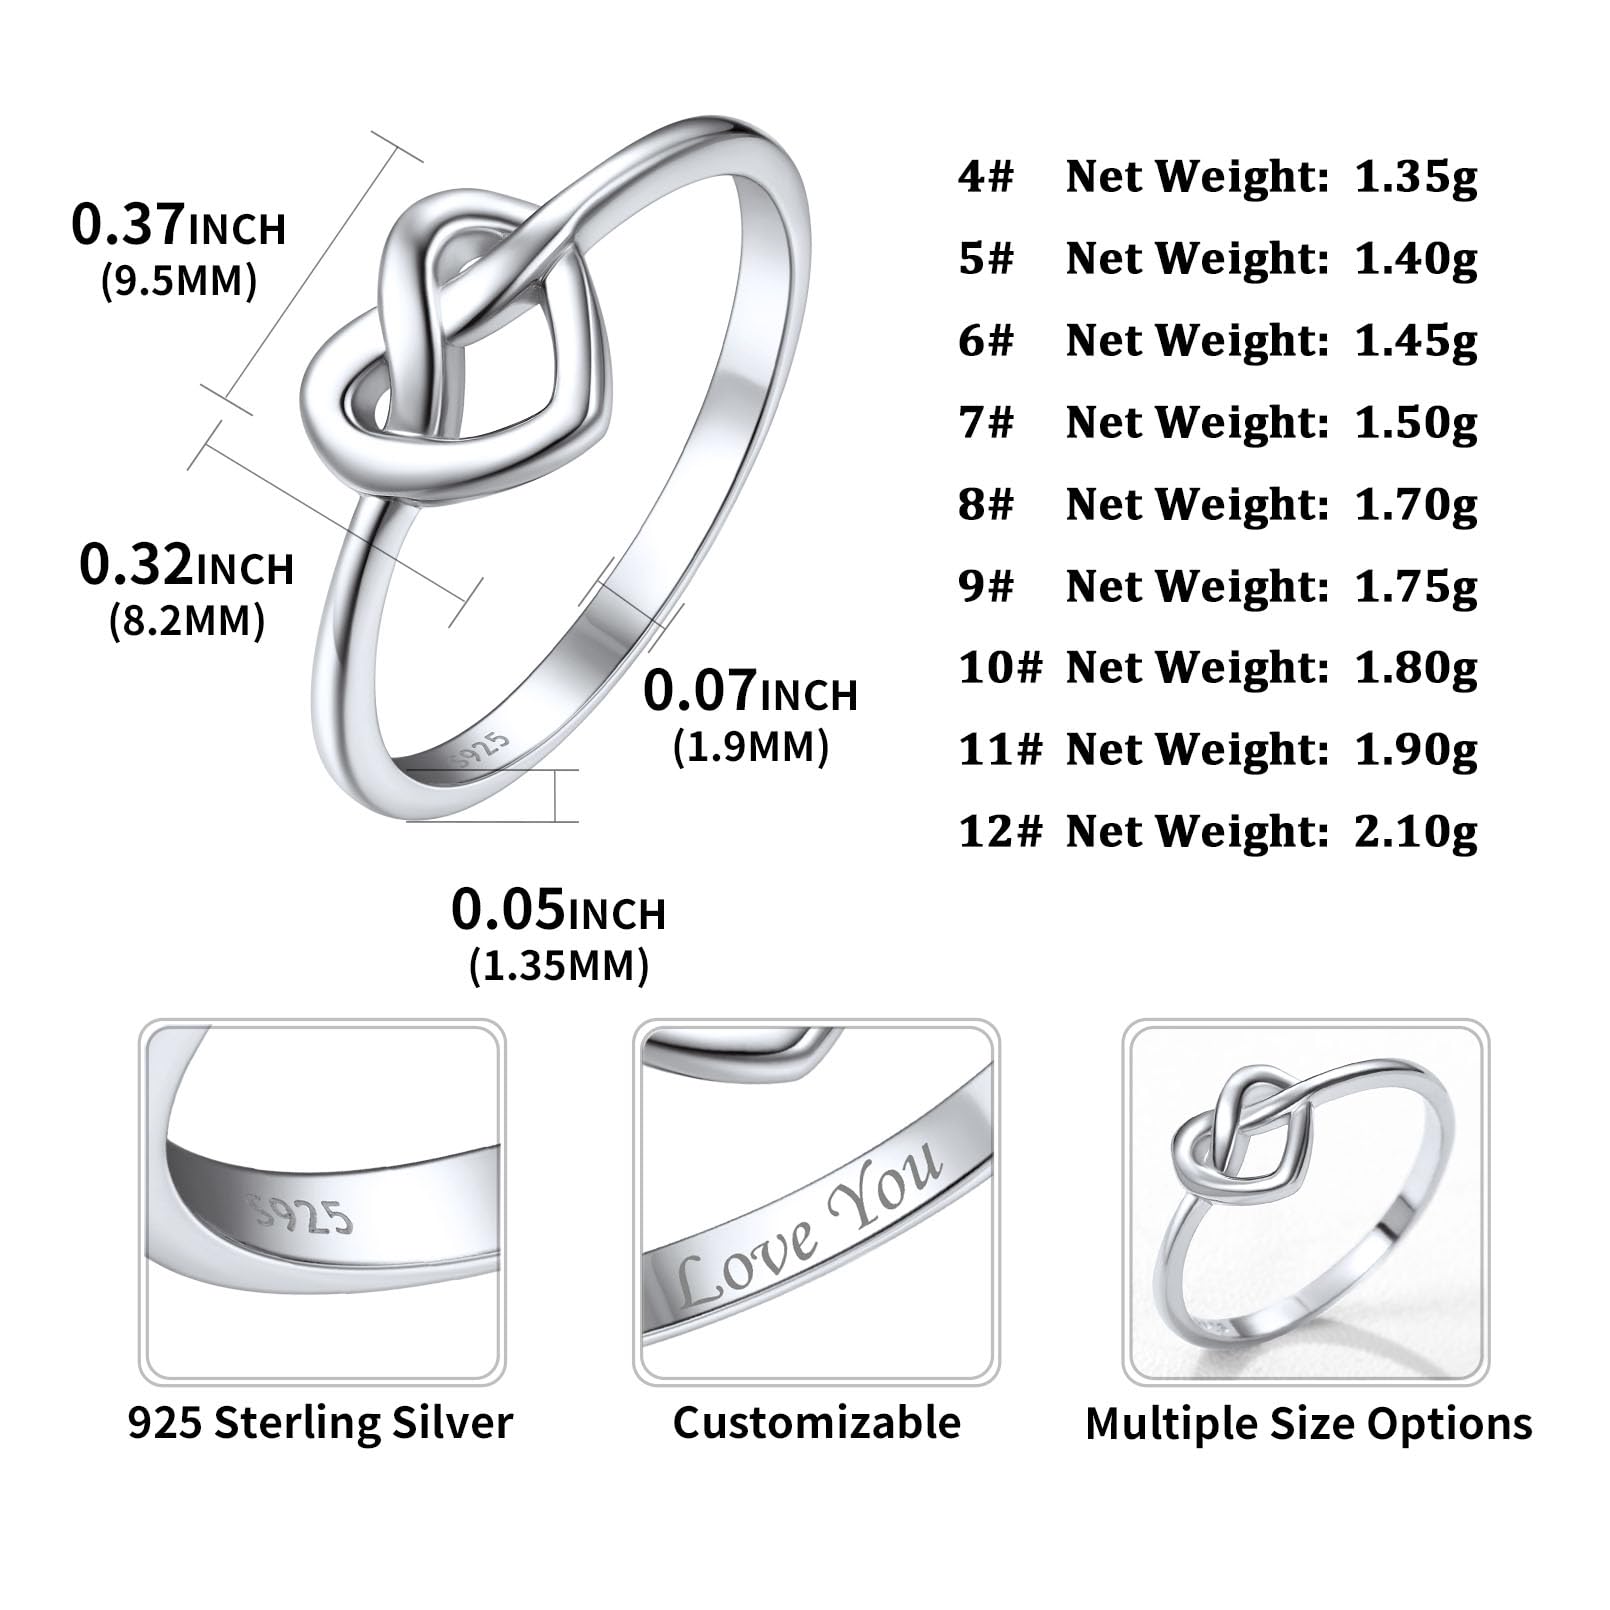 0.37INCH
(9.5MM)
0.32INCH
(8.2MM)
0.07INCH
(1.9MM)
S925
0.05INCH
(1.35MM)
4# Net Weight: 1.35g
5# Net Weight: 1.40g
6# Net Weight: 1.45g
7# Net Weight: 1.50g
8# Net Weight: 1.70g
9# Net Weight: 1.75g
10# Net Weight: 1.80g
11# Net Weight: 1.90g
12# Net Weight: 2.10g
S925
Love You
925 Sterling Silver
Customizable
Multiple Size Options